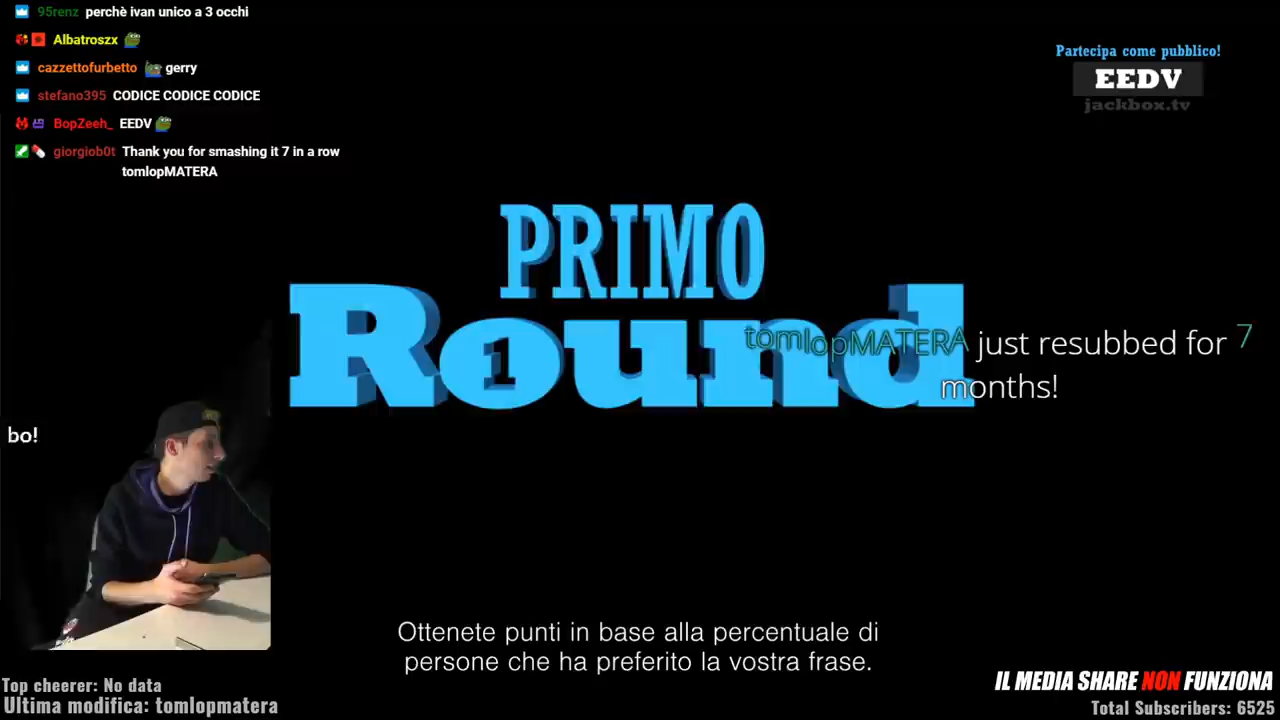 95renz perchè ivan unico a 3 occhi
Albatroszx
cazzettofurbetto gerry
stefano395 CODICE CODICE CODICE
BopZeeh_ EEDV
giorgiob0t Thank you for smashing it 7 in a row
tomlopMATERA
Partecipa come pubblico!
EEDV
jackbox.tv
PRIMO
Round
1
tomlopMATERA just resubbed for 7
months!
bo!
Ottenete punti in base alla percentuale di
persone che ha preferito la vostra frase.
Top cheerer: No data
Ultima modifica: tomlopmatera
IL MEDIA SHARE NON FUNZIONA
Total Subscribers: 6525